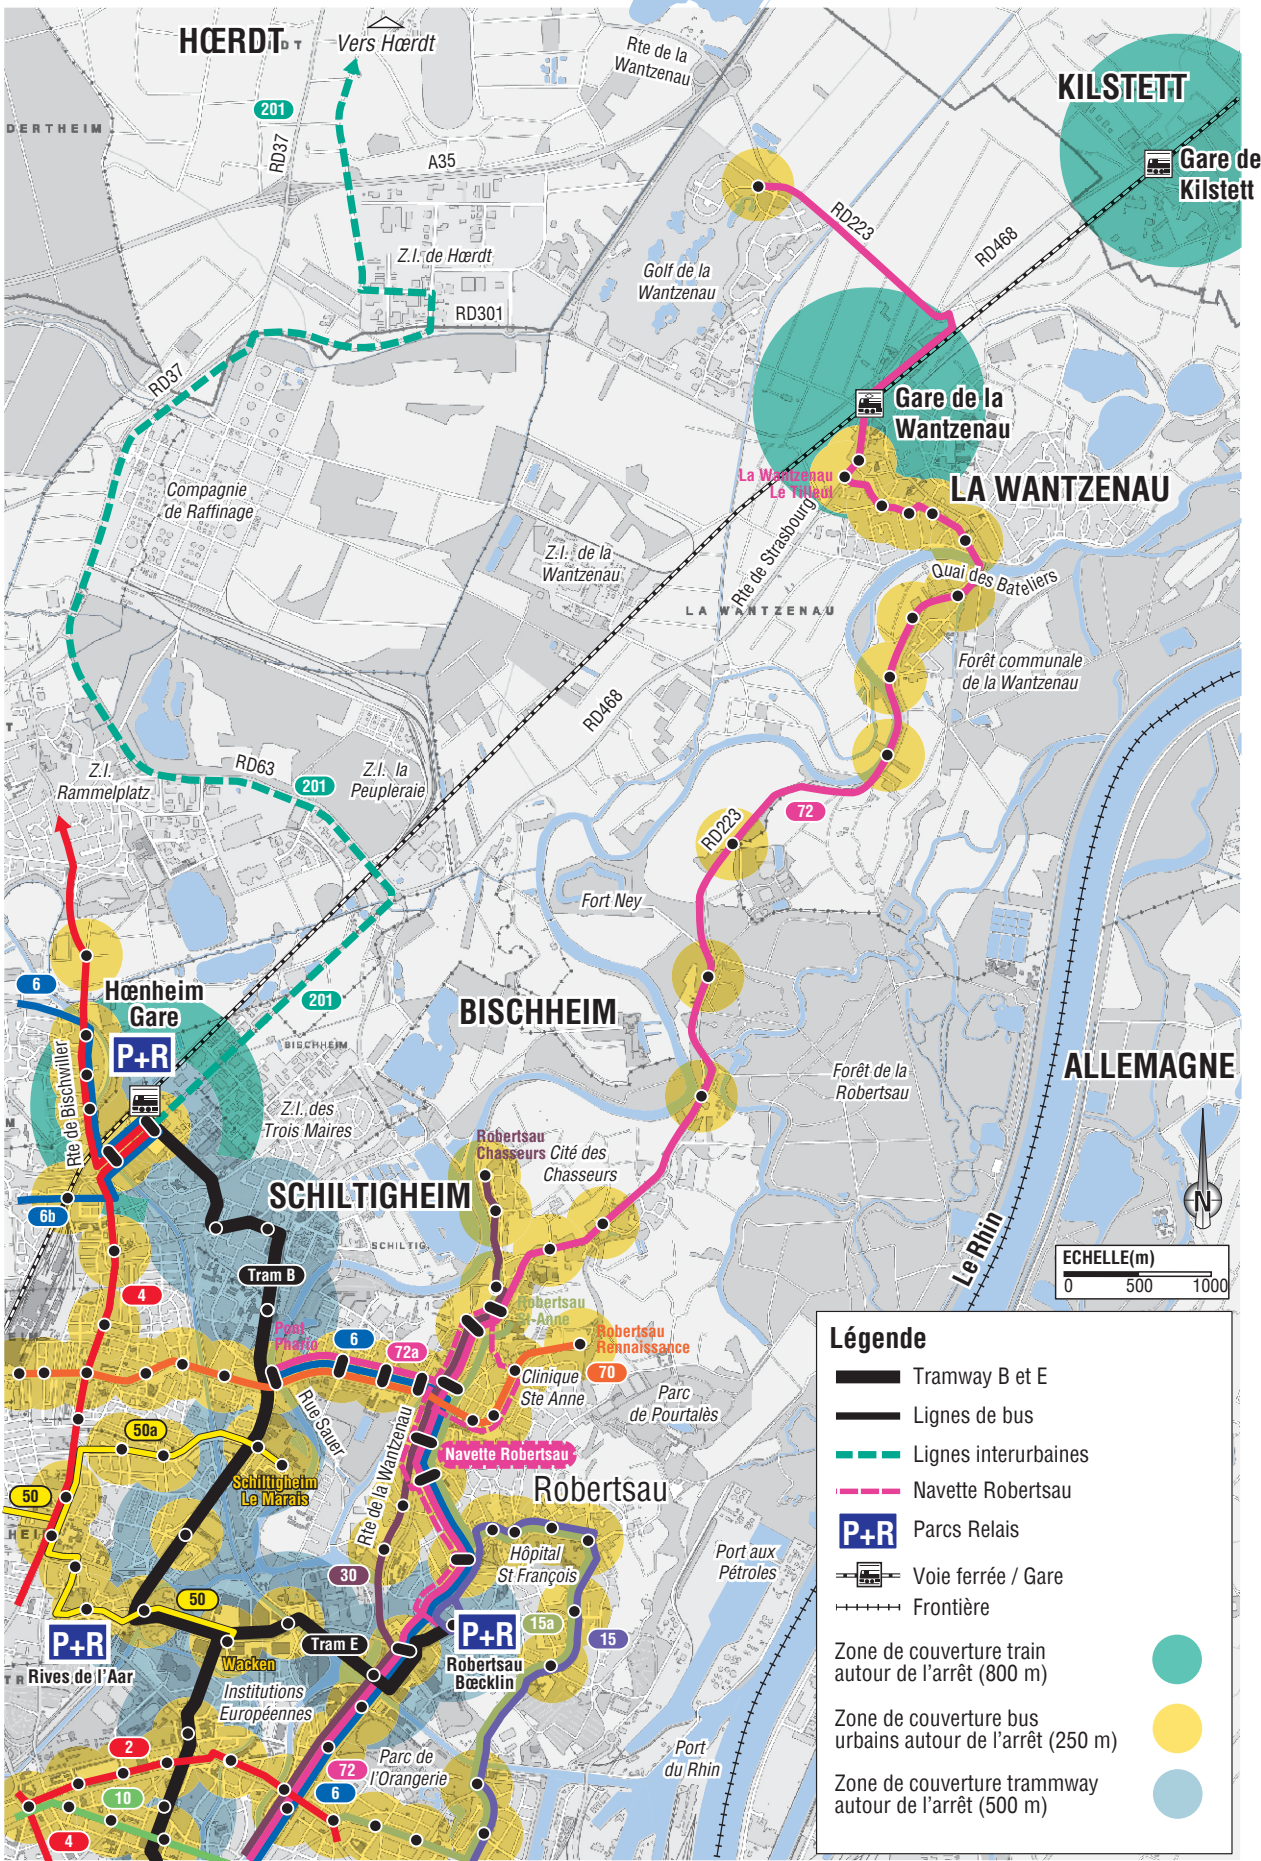 HŒRDT
Vers Hœrdt
Rte de la
Wantzenau
KILSTETT
201
RD37
A35
Gare de
Kilstett
RD223
RD468
Z.I. de Hœrdt
Golf de la
Wantzenau
RD301
RD37
Gare de la
Wantzenau
La Wantzenau
Le Tilleul
LA WANTZENAU
Compagnie
de Raffinage
Rte de Strasbourg
Z.I. de la
Wantzenau
Quai des Bateliers
LA WANTZENAU
Forêt communale
de la Wantzenau
RD468
RD63
Z.I.
Rammelplatz
201
Z.I. la
Peupleraie
72
RD223
Fort Ney
6
Hœnheim
Gare
P+R
201
BISCHHEIM
BISCHHEIM
Rte de Bischwiller
ALLEMAGNE
Forêt de la
Robertsau
Z.I. des
Trois Maires
Robertsau
Chasseurs
Cité des
Chasseurs
SCHILTIGHEIM
6b
N
Le Rhin
SCHILTIG
ECHELLE(m)
0 500 1000
Tram B
4
Robertsau
St-Anne
Pont
Phario
6
72a
Robertsau
Rennaissance
70
Clinique
Ste Anne
Parc
de Pourtalès
Rue Sauer
Rte de la Wantzenau
50a
Navette Robertsau
Schiltigheim
Le Marais
50
Robertsau
Hôpital
St François
Port aux
Pétroles
30
50
P+R
Rives de l'Aar
Tram E
P+R
Robertsau
Bœcklin
15a
15
Wacken
Institutions
Européennes
2
72
Parc de
l'Orangerie
6
10
4
Port
du Rhin
Légende
Tramway B et E
Lignes de bus
Lignes interurbaines
Navette Robertsau
P+R
Parcs Relais
Voie ferrée / Gare
Frontière
Zone de couverture train
autour de l'arrêt (800 m)
Zone de couverture bus
urbains autour de l'arrêt (250 m)
Zone de couverture trammway
autour de l'arrêt (500 m)